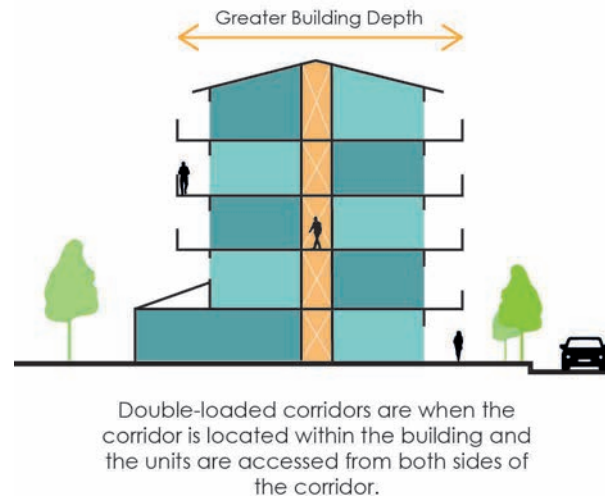 Greater Building Depth
Double-loaded corridors are when the
corridor is located within the building and
the units are accessed from both sides of
the corridor.